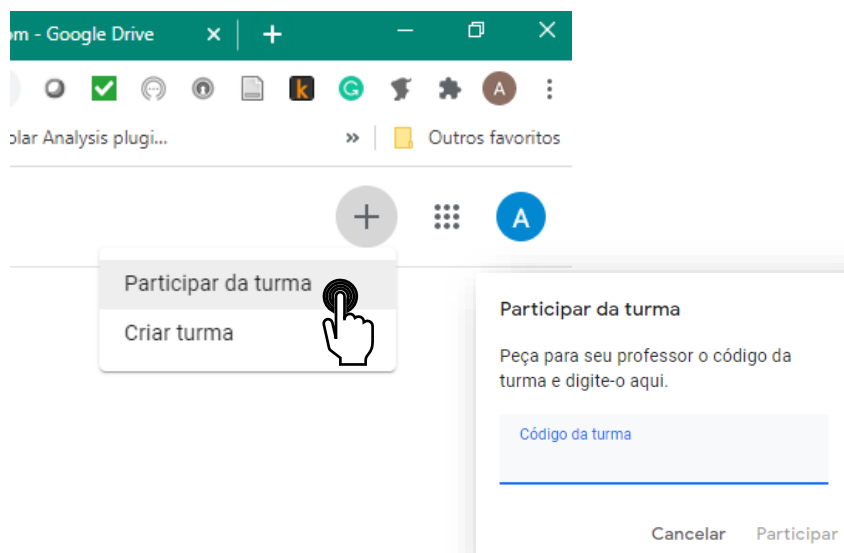 om - Google Drive
k G A
olar Analysis plugi... » Outros favoritos
A
Participar da turma
Criar turma
Participar da turma
Peça para seu professor o código da
turma e digite-o aqui.
Código da turma
Cancelar Participar